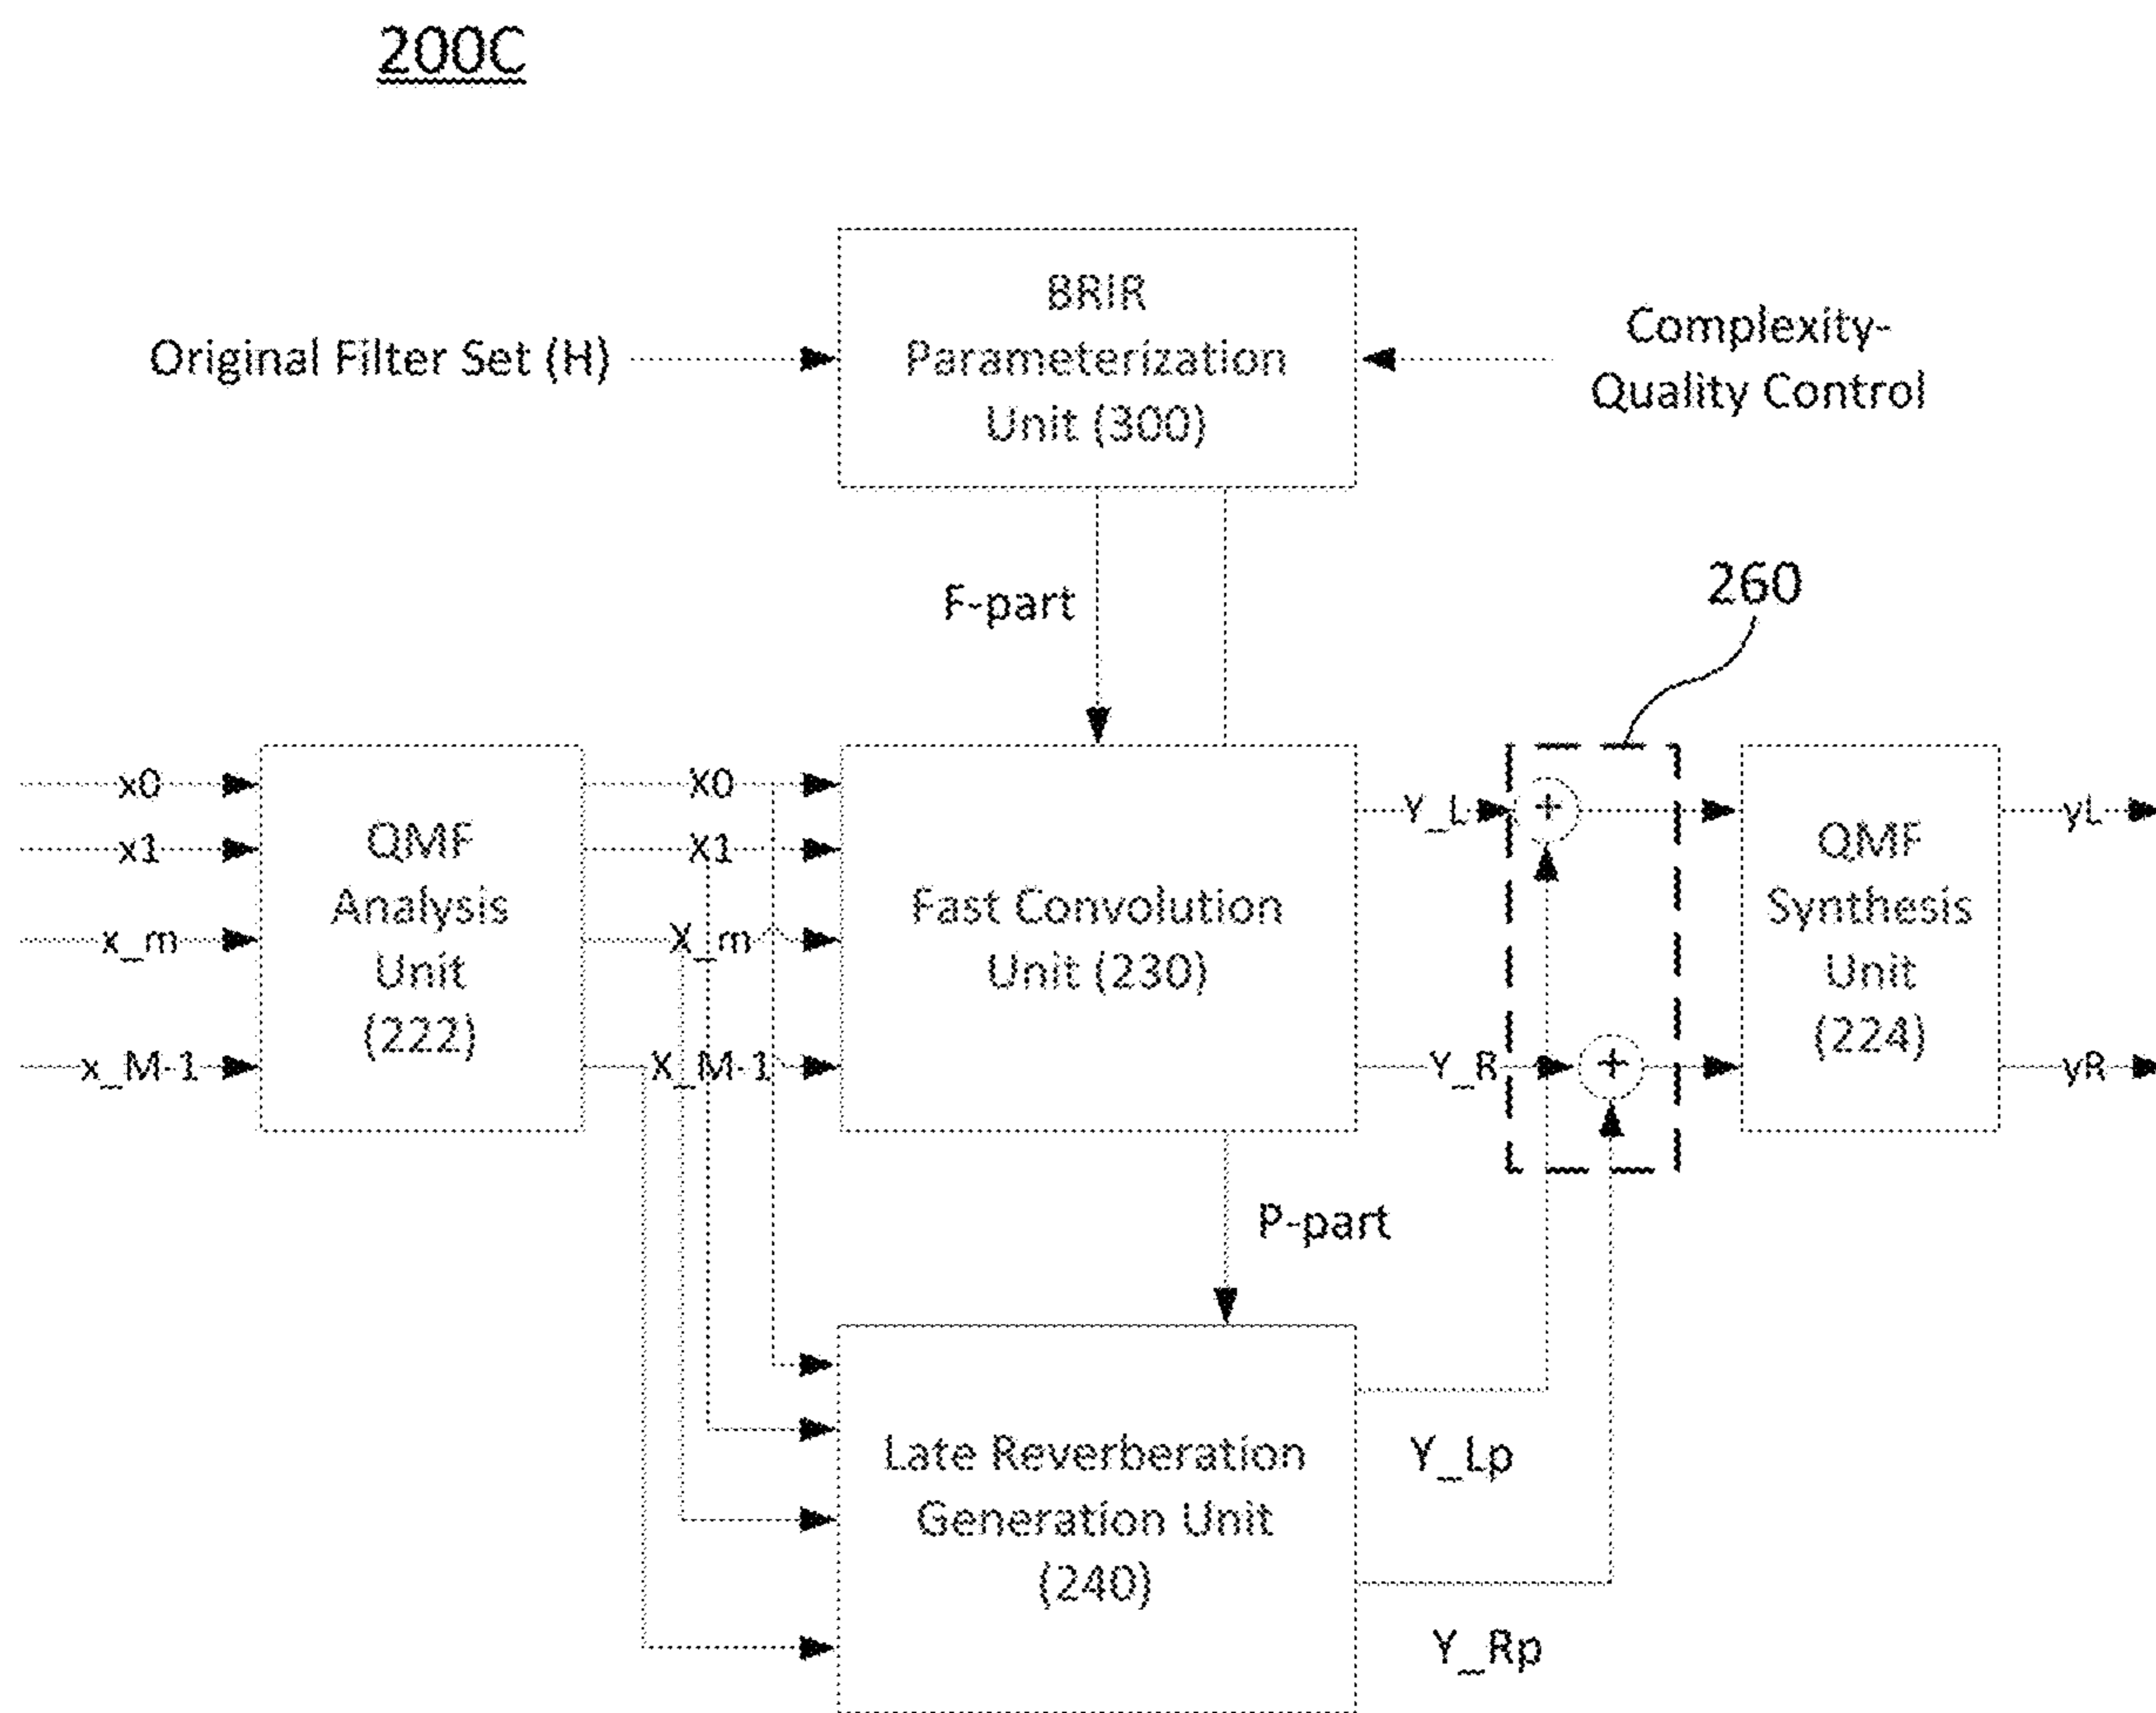 200C
BRIR
Parameterization
Unit (300)
Original Filter Set (H)
Complexity-
Quality Control
F-part
260
x0
x1
x_m
x_M-1
QMF
Analysis
Unit
(222)
X0
X1
X_m
X_M-1
Fast Convolution
Unit (230)
Y_L
Y_R
+
+
QMF
Synthesis
Unit
(224)
yL
yR
P-part
Late Reverberation
Generation Unit
(240)
Y_Lp
Y_Rp